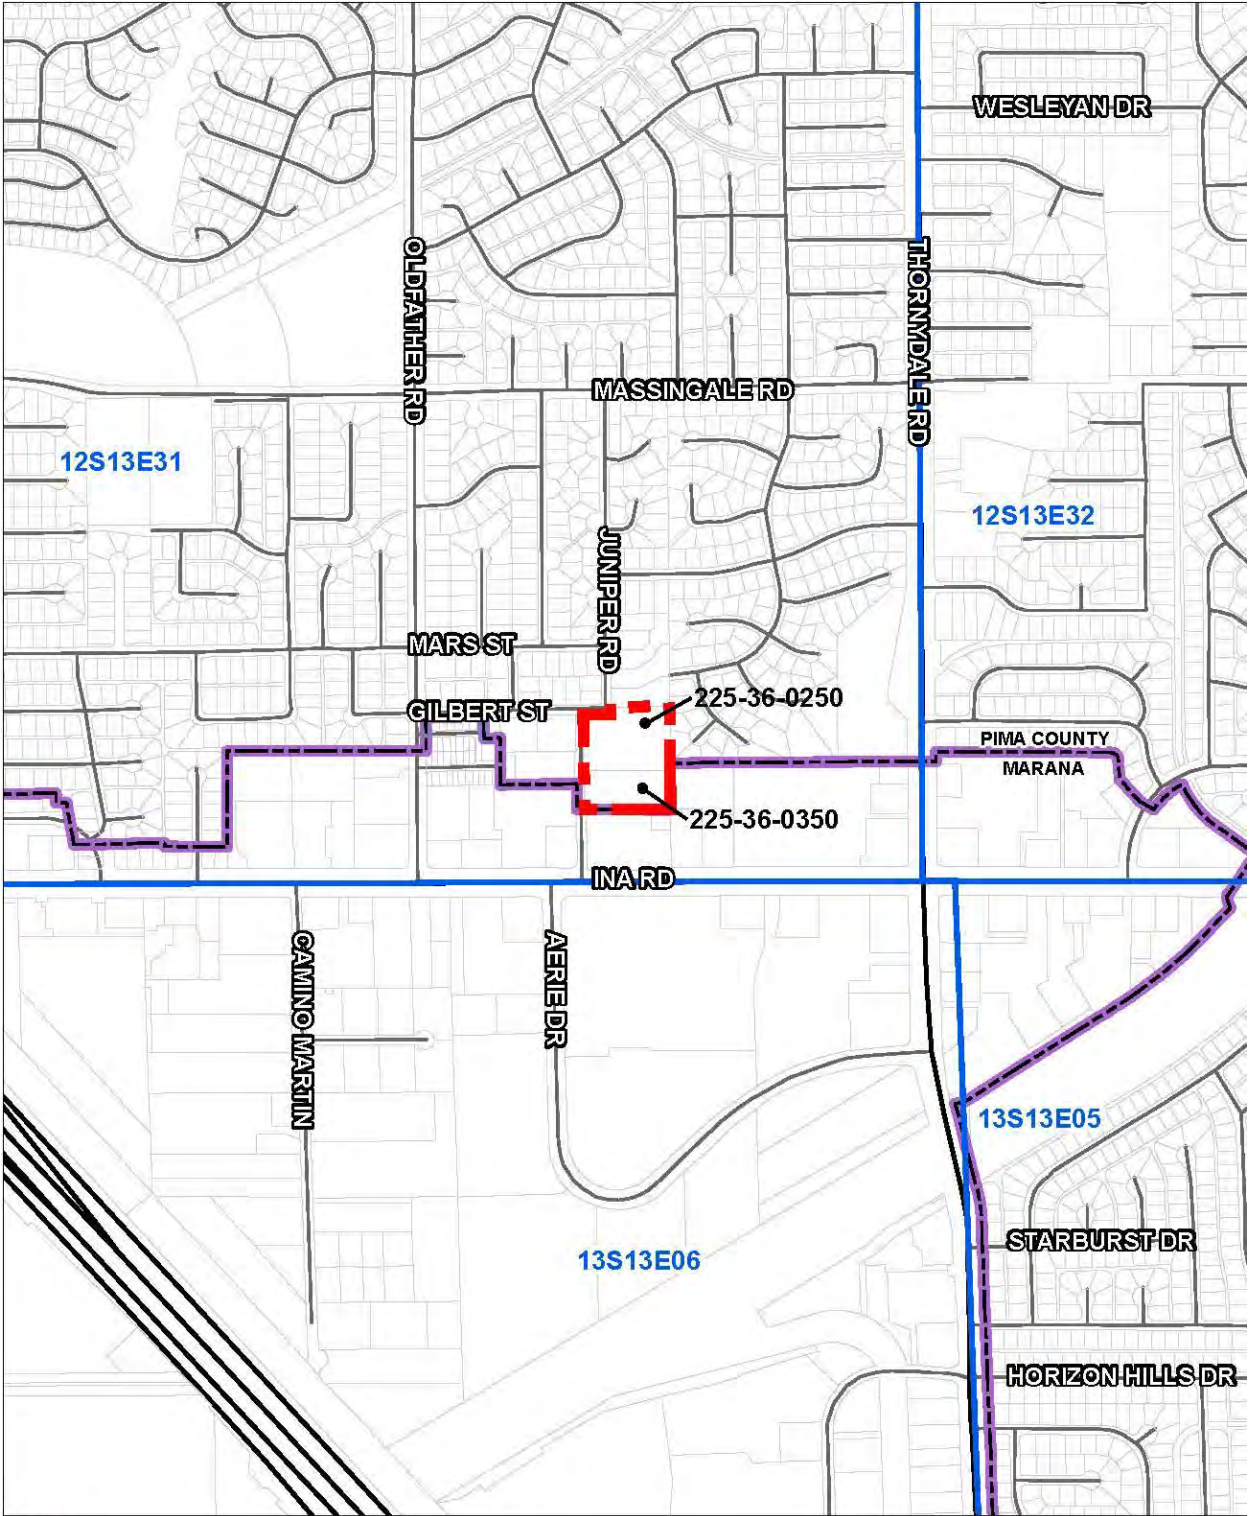 WESLEYAN DR
OLDFATHER RD
THORNYDALE RD
MASSINGALE RD
12S13E31
12S13E32
JUNIPER RD
MARS ST
225-36-0250
GILBERT ST
PIMA COUNTY
MARANA
225-36-0350
INA RD
CAMINO MARTIN
AERIE DR
13S13E05
STARBURST DR
13S13E06
HORIZON HILLS DR